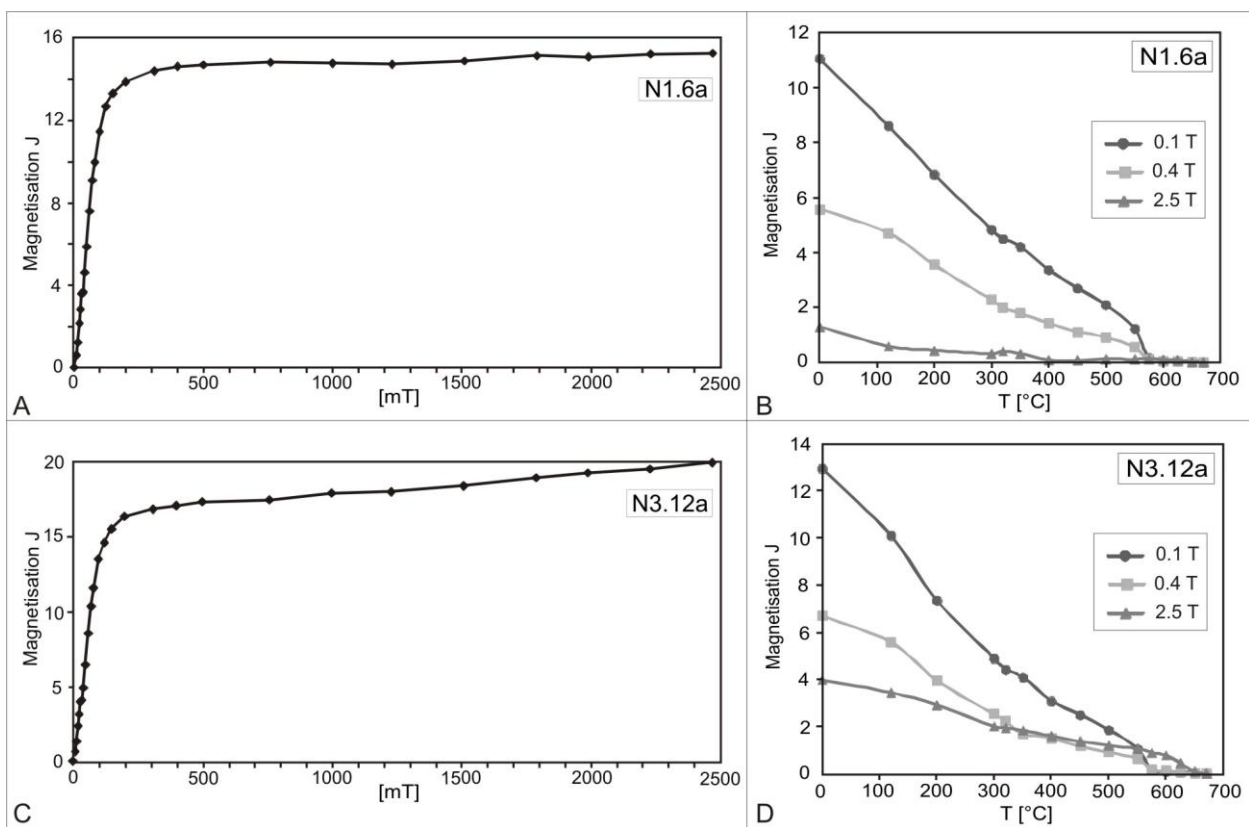 16
12
8
4
0
Magnetisation J
N1.6a
0 500 1000 1500 2000 2500
[mT]
A
12
10
8
6
4
2
0
Magnetisation J
N1.6a
0.1 T
0.4 T
2.5 T
0 100 200 300 400 500 600 700
T [°C]
B
20
15
10
5
0
Magnetisation J
N3.12a
0 500 1000 1500 2000 2500
[mT]
C
14
12
10
8
6
4
2
0
Magnetisation J
N3.12a
0.1 T
0.4 T
2.5 T
0 100 200 300 400 500 600 700
T [°C]
D